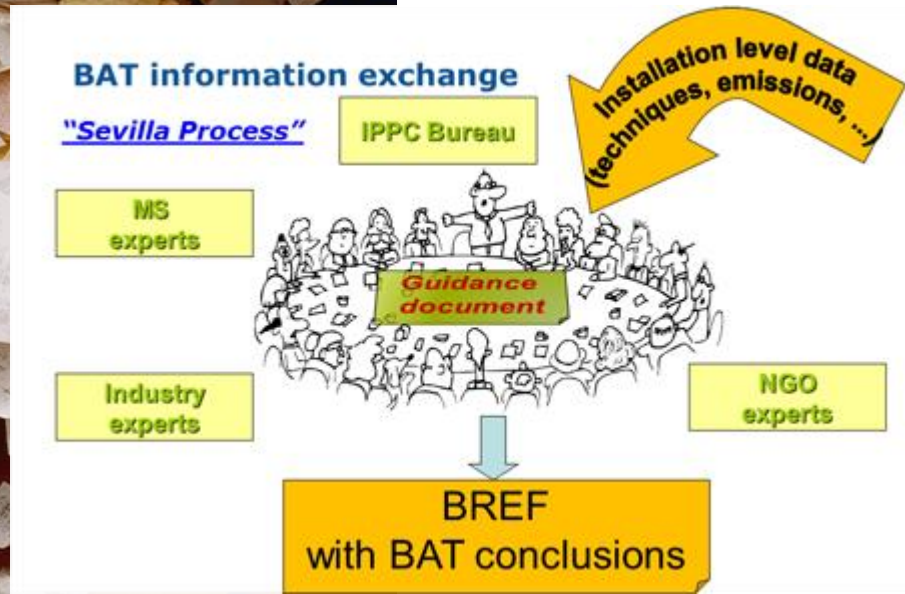 BAT information exchange
"Sevilla Process"
IPPC Bureau
Installation level data
(techniques, emissions, ...)
MS
experts
Guidance
document
Industry
experts
NGO
experts
BREF
with BAT conclusions